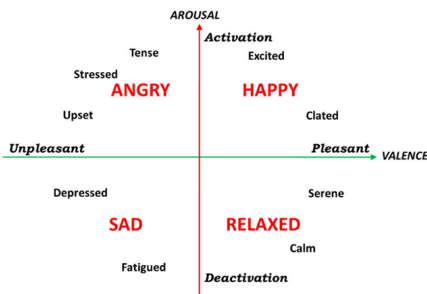 AROUSAL
Activation
Tense
Excited
Stressed
ANGRY
HAPPY
Upset
Clated
Unpleasant
Pleasant
VALENCE
Depressed
Serene
SAD
RELAXED
Calm
Fatigued
Deactivation